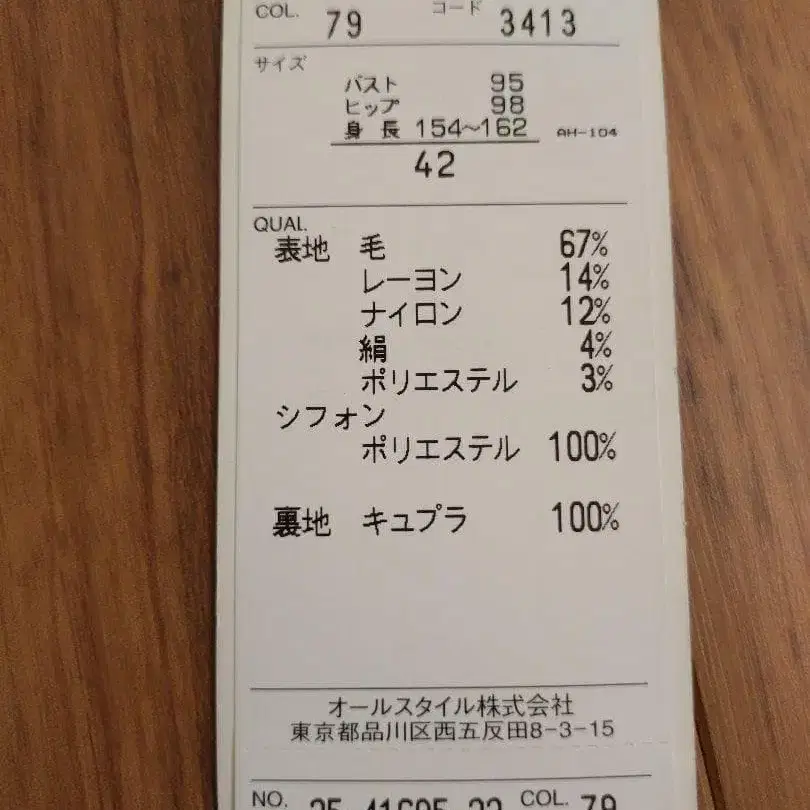 COL. 79 コード 3413
サイズ
バスト 95
ヒップ 98
身長 154~162 AH-104
42
QUAL.
表地 毛 67%
レーヨン 14%
ナイロン 12%
絹 4%
ポリエステル 3%
シフォン
ポリエステル 100%
裏地 キュプラ 100%
オールスタイル株式会社
東京都品川区西五反田8-3-15
NO. COL. 79